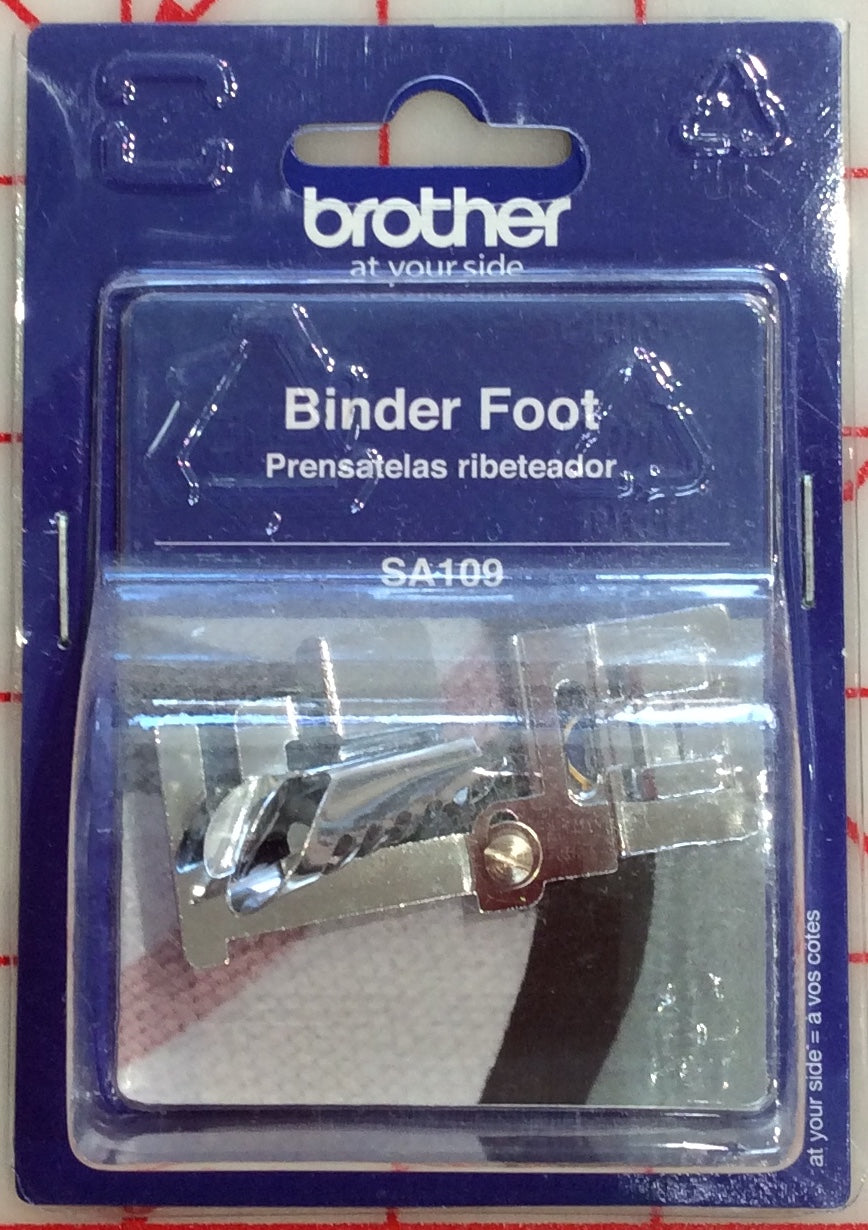 brother
at your side
Binder Foot
Prensatelas ribeteador
SA109
at your side = à vos côtés